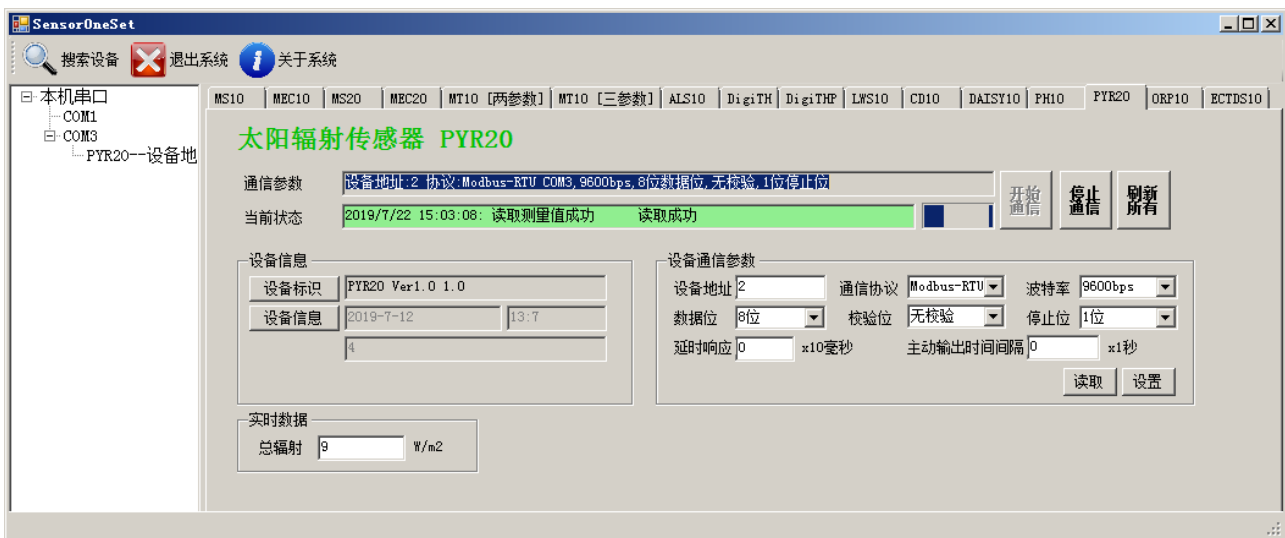 SensorOneSet
搜索设备 退出系统 关于系统
本机串口
COM1
COM3
PYR20--设备地
MS10 MEC10 MS20 MEC20 MT10 [两参数] MT10 [三参数] ALS10 DigiTH DigiTHP LWS10 CD10 DAISY10 PH10 PYR20 ORP10 ECTDS10
太阳辐射传感器 PYR20
通信参数 设备地址:2 协议:Modbus-RTU COM3,9600bps,8位数据位,无校验,1位停止位
当前状态 2019/7/22 15:03:08: 读取测量值成功 读取成功
开始通信 停止通信 刷新所有
设备信息
设备标识 PYR20 Ver1.0 1.0
设备信息 2019-7-12 13:7
4
设备通信参数
设备地址 2 通信协议 Modbus-RTU 波特率 9600bps
数据位 8位 校验位 无校验 停止位 1位
延时响应 0 x10毫秒 主动输出时间间隔 0 x1秒
读取 设置
实时数据
总辐射 9 W/m2